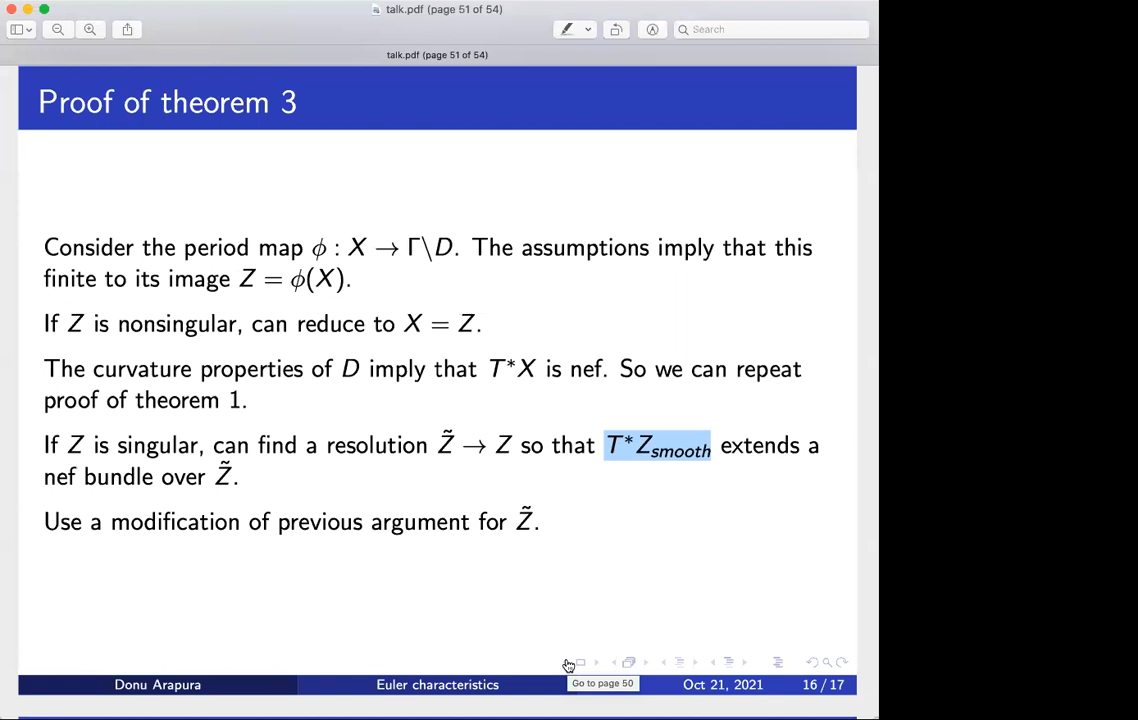 talk.pdf (page 51 of 54)
Search
talk.pdf (page 51 of 54)
Proof of theorem 3
Consider the period map ϕ : X → Γ\D. The assumptions imply that this
finite to its image Z = ϕ(X).
If Z is nonsingular, can reduce to X = Z.
The curvature properties of D imply that T*X is nef. So we can repeat
proof of theorem 1.
If Z is singular, can find a resolution Z̃ → Z so that T*Z_smooth extends a
nef bundle over Z̃.
Use a modification of previous argument for Z̃.
Go to page 50
Donu Arapura Euler characteristics Oct 21, 2021 16 / 17